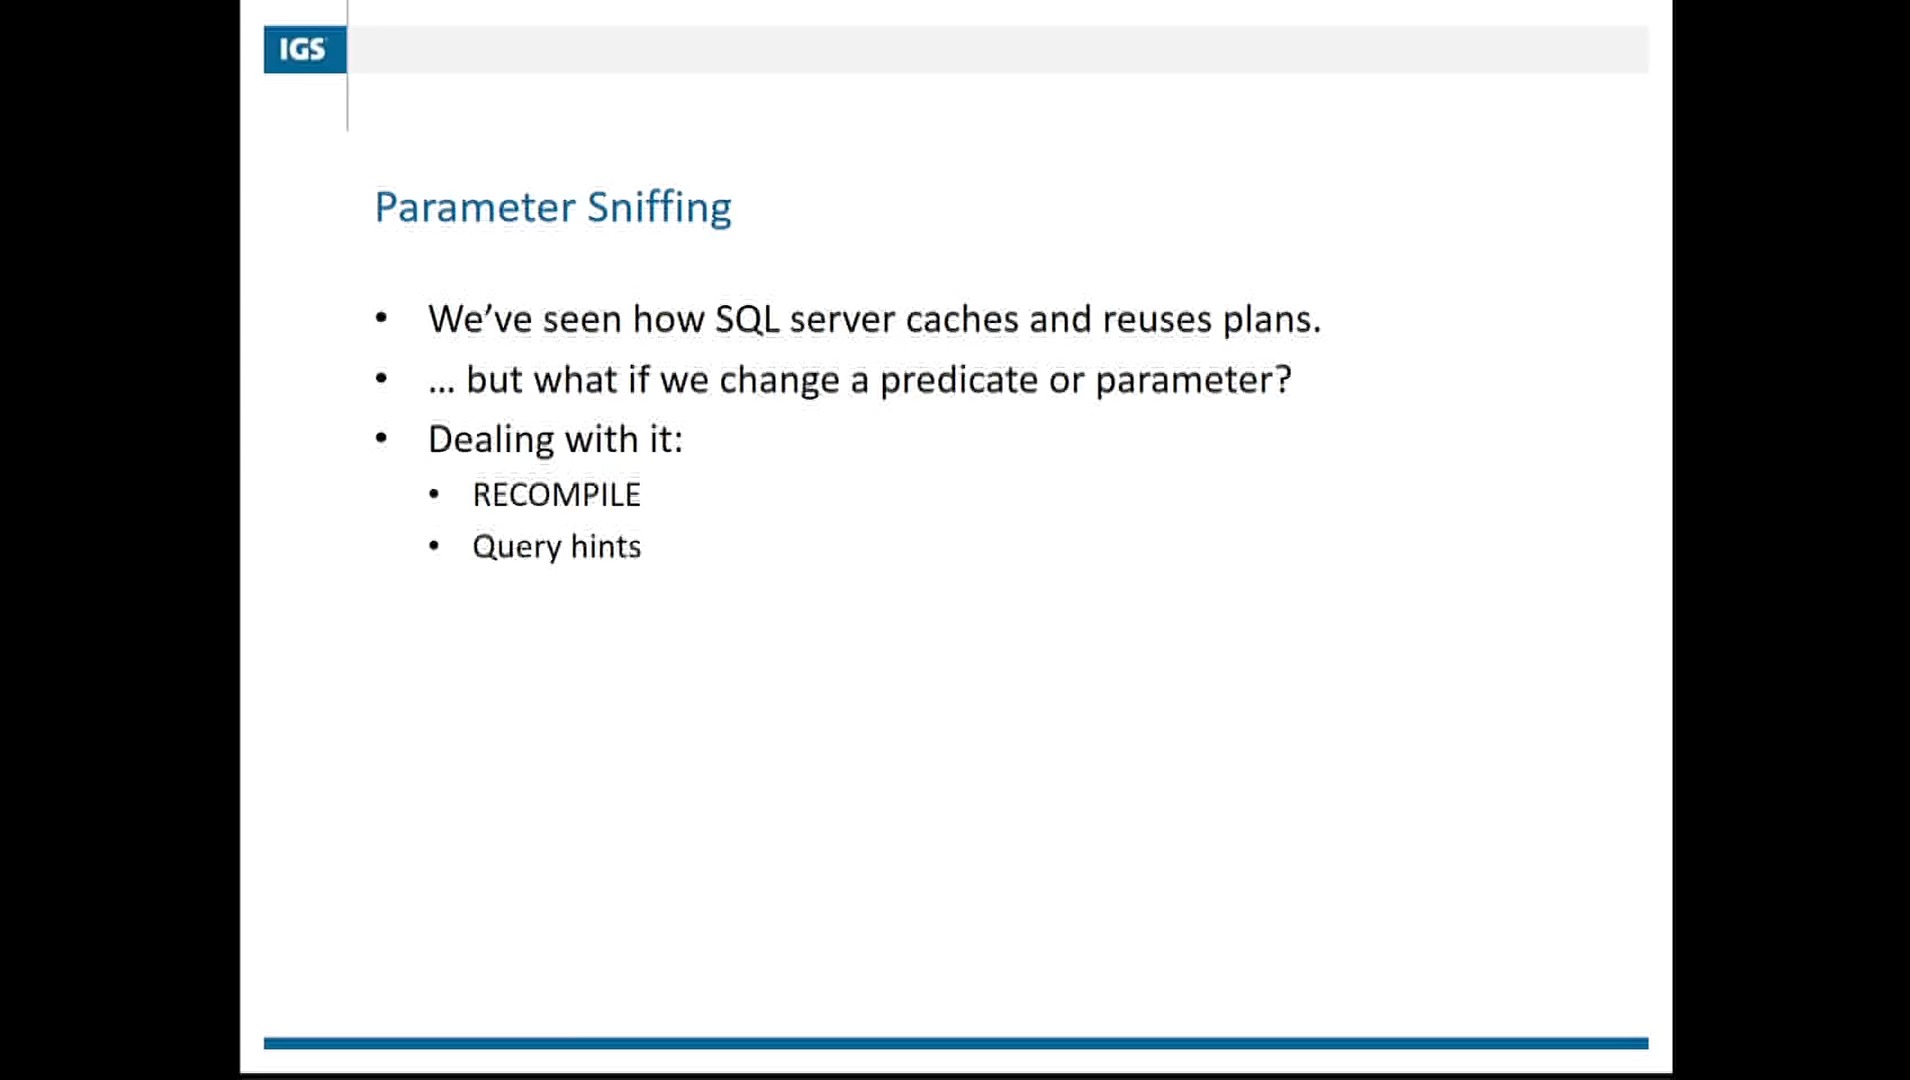 IGS
Parameter Sniffing
• We’ve seen how SQL server caches and reuses plans.
• ... but what if we change a predicate or parameter?
• Dealing with it:
• RECOMPILE
• Query hints